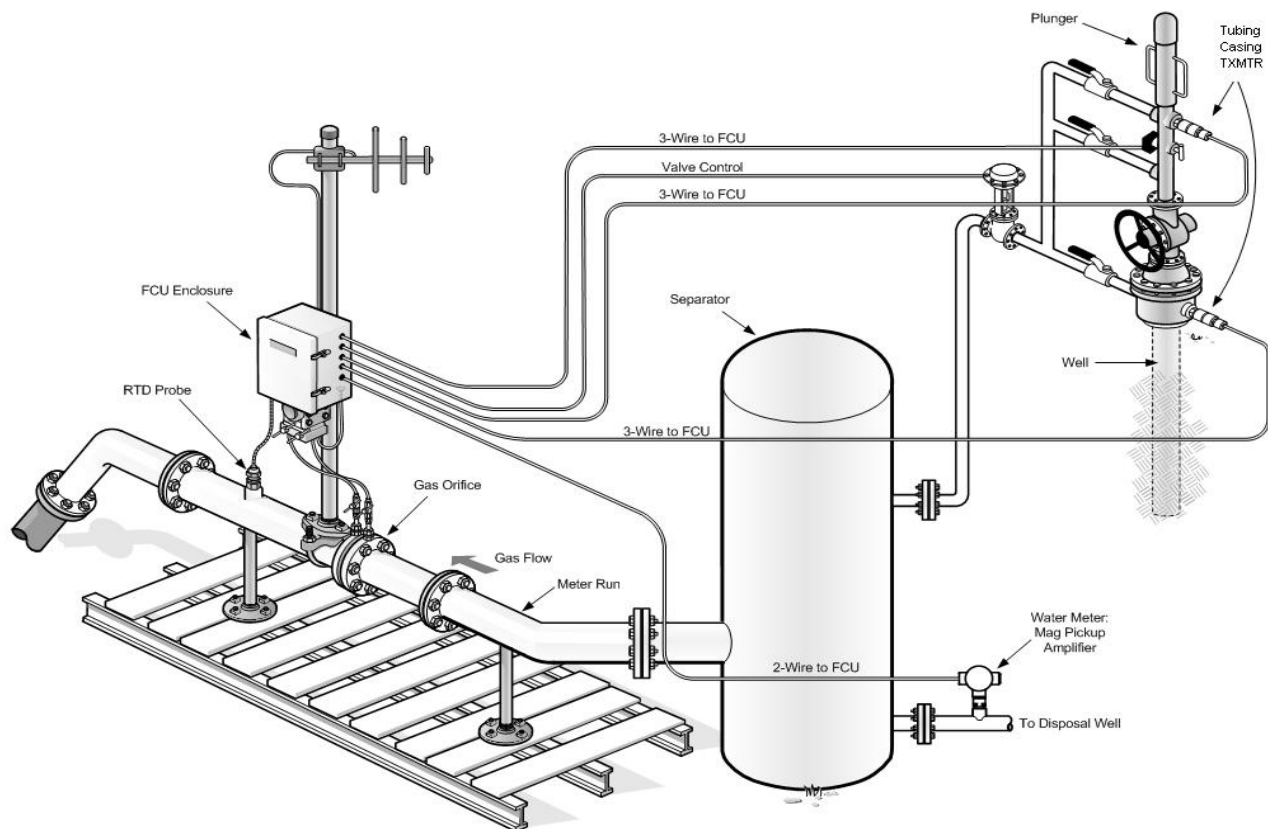 Plunger
Tubing
Casing
TXMTR
3-Wire to FCU
Valve Control
3-Wire to FCU
FCU Enclosure
Separator
RTD Probe
Well
3-Wire to FCU
Gas Orifice
Gas Flow
Meter Run
Water Meter:
Mag Pickup
Amplifier
2-Wire to FCU
To Disposal Well